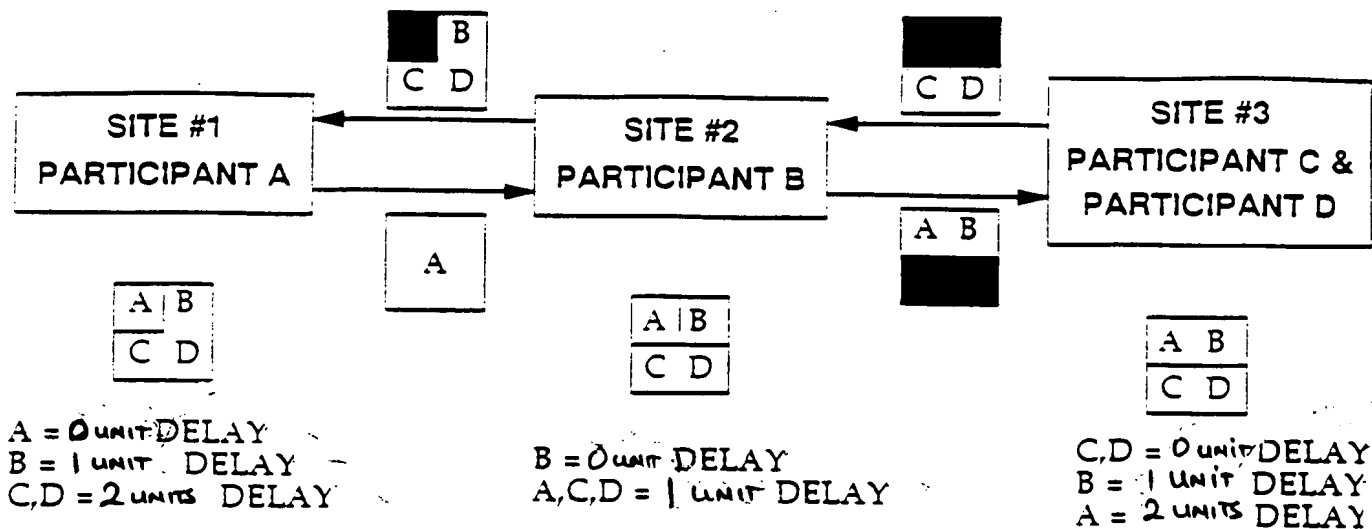 B
C D
C D
SITE #1
PARTICIPANT A
SITE #2
PARTICIPANT B
SITE #3
PARTICIPANT C &
PARTICIPANT D
A
A B
A B
C D
A B
C D
A B
C D
A = 0 UNIT DELAY
B = 1 UNIT DELAY
C,D = 2 UNITS DELAY
B = 0 UNIT DELAY
A,C,D = 1 UNIT DELAY
C,D = 0 UNIT DELAY
B = 1 UNIT DELAY
A = 2 UNITS DELAY